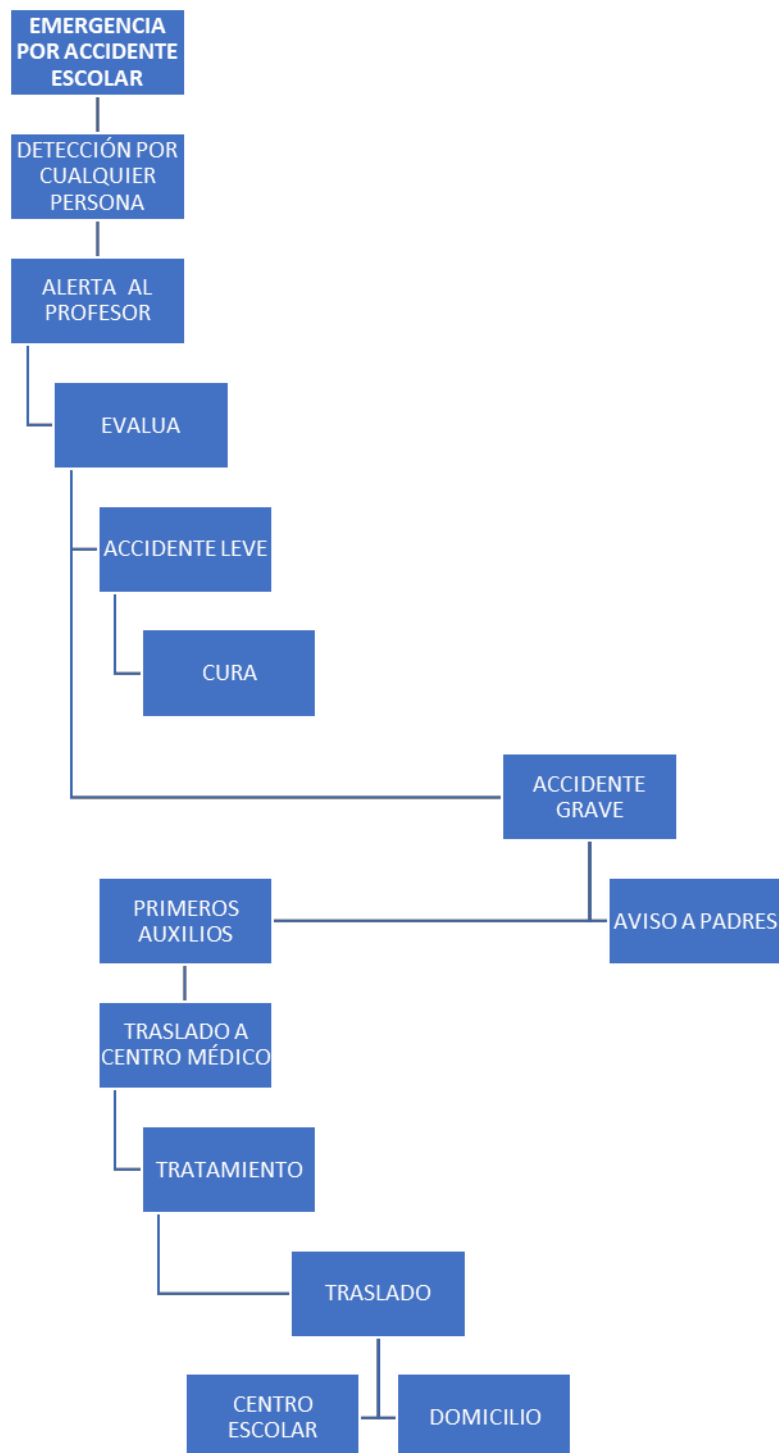 EMERGENCIA
POR ACCIDENTE
ESCOLAR
DETECCIÓN POR
CUALQUIER
PERSONA
ALERTA AL
PROFESOR
EVALUA
ACCIDENTE LEVE
CURA
ACCIDENTE
GRAVE
PRIMEROS
AUXILIOS
AVISO A PADRES
TRASLADO A
CENTRO MÉDICO
TRATAMIENTO
TRASLADO
CENTRO
ESCOLAR
DOMICILIO